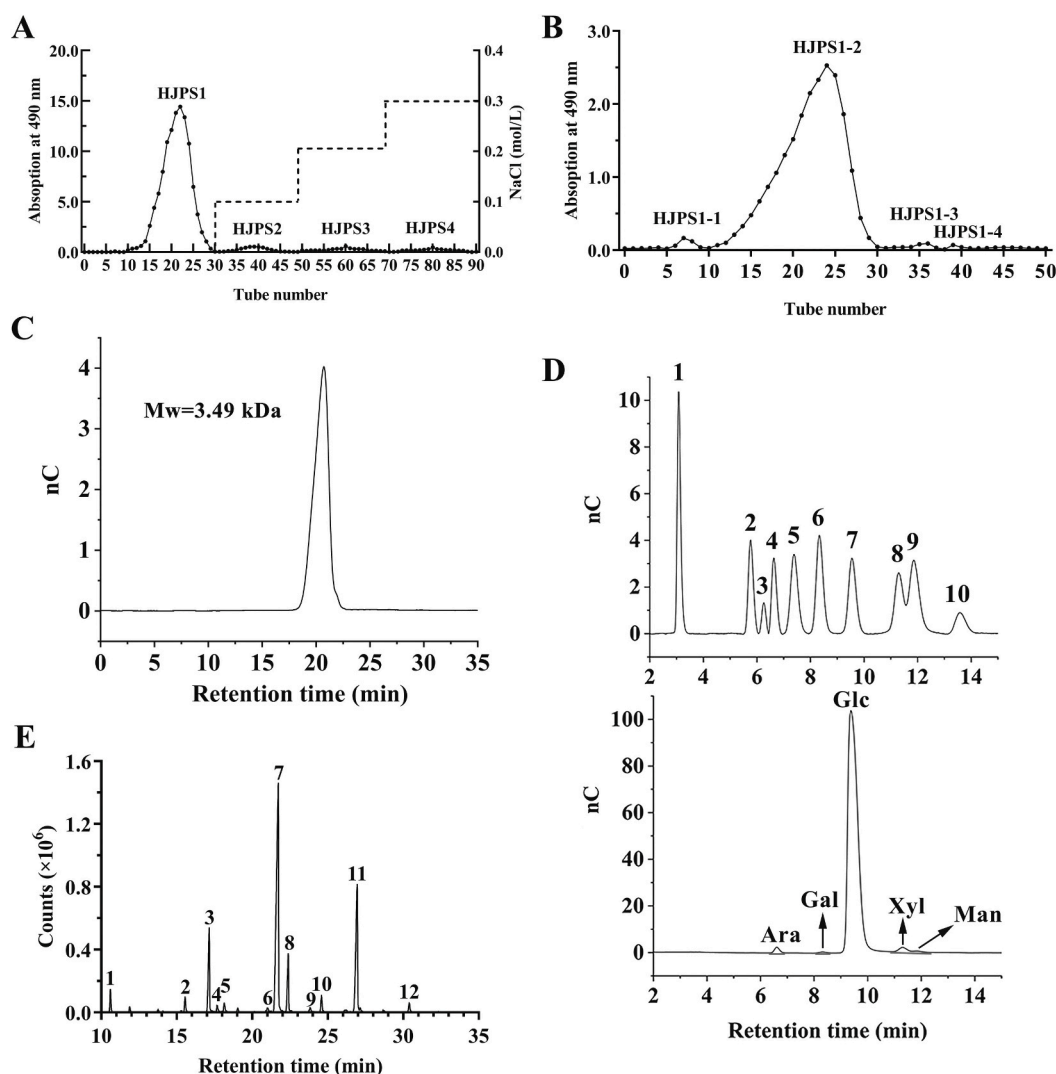 A
20.0
15.0
10.0
5.0
0.0
Absoption at 490 nm
HJPS1
HJPS2
HJPS3
HJPS4
0.4
0.3
0.2
0.1
0.0
NaCl (mol/L)
0 5 10 15 20 25 30 35 40 45 50 55 60 65 70 75 80 85 90
Tube number
B
3.0
2.0
1.0
0.0
Absoption at 490 nm
HJPS1-2
HJPS1-1
HJPS1-3
HJPS1-4
0 5 10 15 20 25 30 35 40 45 50
Tube number
C
4
3
2
1
0
nC
Mw=3.49 kDa
0 5 10 15 20 25 30 35
Retention time (min)
D
10
8
6
4
2
0
nC
1
2
3
4
5
6
7
8
9
10
2 4 6 8 10 12 14
Glc
100
80
60
40
20
0
nC
Ara
Gal
Xyl
Man
2 4 6 8 10 12 14
Retention time (min)
E
1.6
1.2
0.8
0.4
0.0
Counts (×10⁶)
1
2
3
4
5
6
7
8
9
10
11
12
10 15 20 25 30 35
Retention time (min)